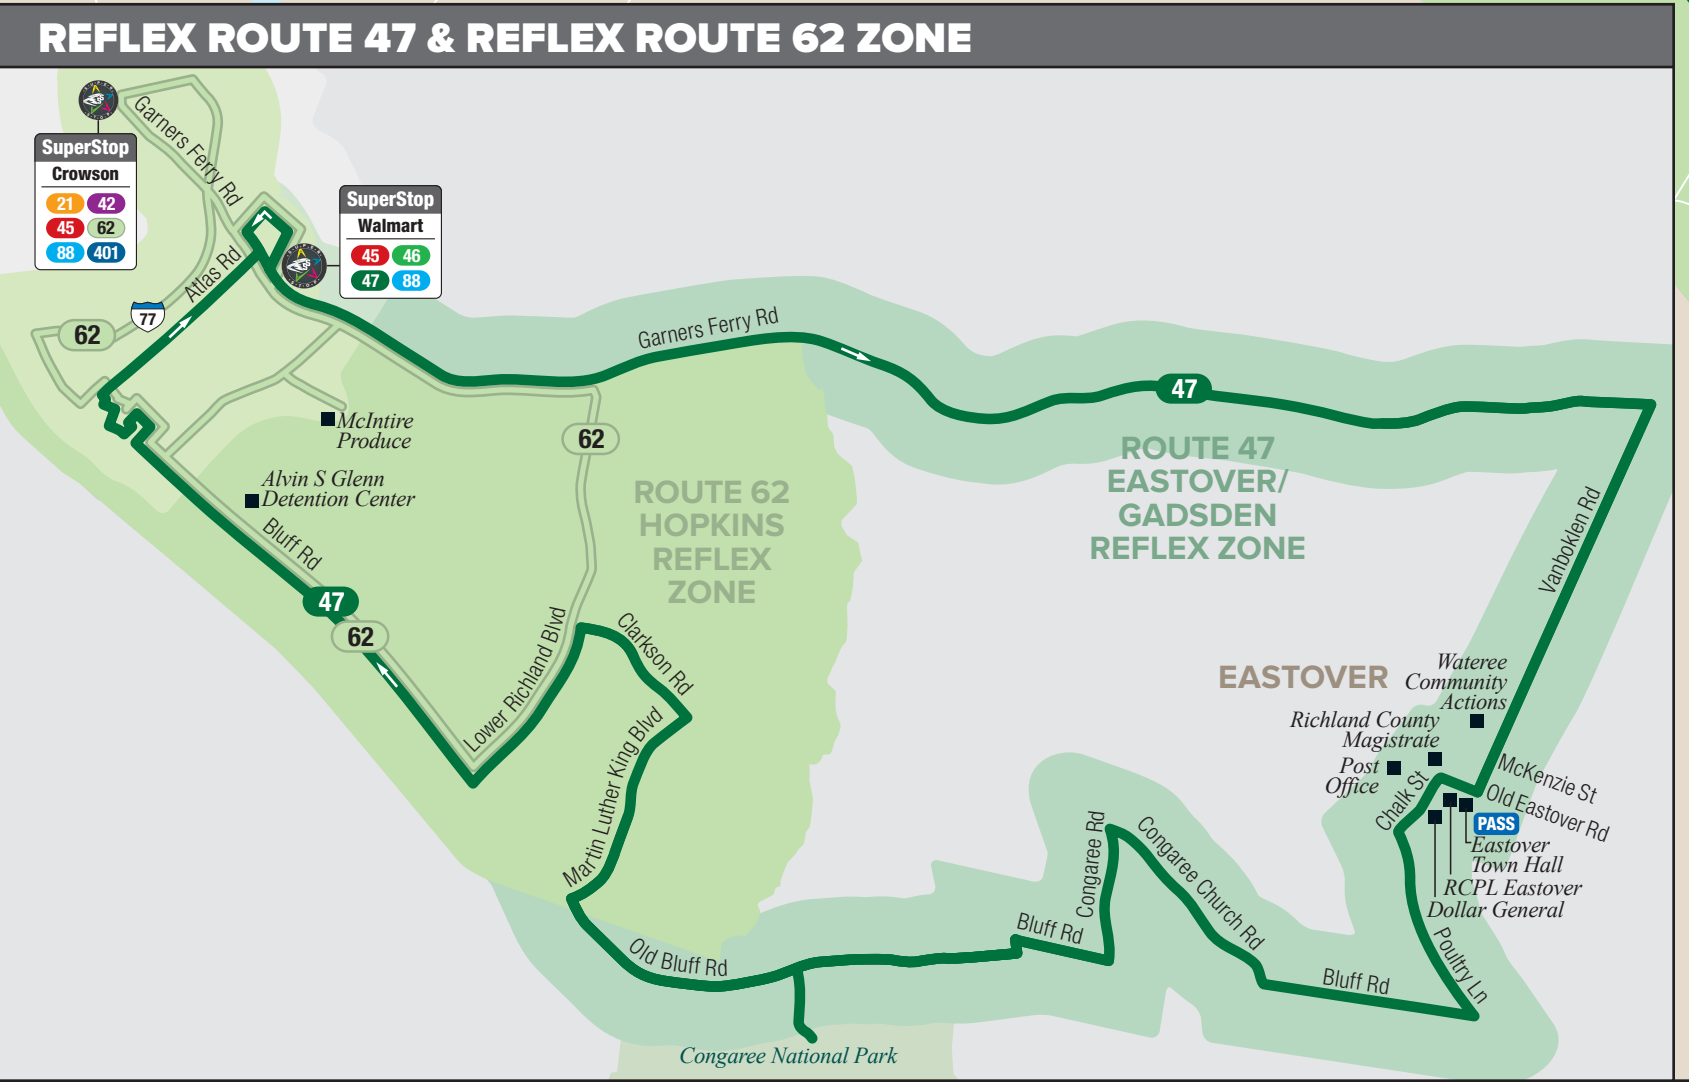 REFLEX ROUTE 47 & REFLEX ROUTE 62 ZONE
Garners Ferry Rd
SuperStop
Crowson
21 42
45 62
88 401
SuperStop
Walmart
45 46
47 88
Atlas Rd
77
62
Garners Ferry Rd
47
McIntire
Produce
62
Alvin S Glenn
Detention Center
Bluff Rd
ROUTE 62
HOPKINS
REFLEX
ZONE
ROUTE 47
EASTOVER/
GADSDEN
REFLEX ZONE
Vanboklen Rd
47
62
Lower Richland Blvd
Clarkson Rd
Martin Luther King Blvd
EASTOVER
Wateree
Community
Actions
Richland County
Magistrate
Post
Office
Chalk St
McKenzie St
Old Eastover Rd
PASS
Eastover
Town Hall
RCPL Eastover
Dollar General
Poultry Ln
Congaree Rd
Congaree Church Rd
Bluff Rd
Bluff Rd
Old Bluff Rd
Congaree National Park